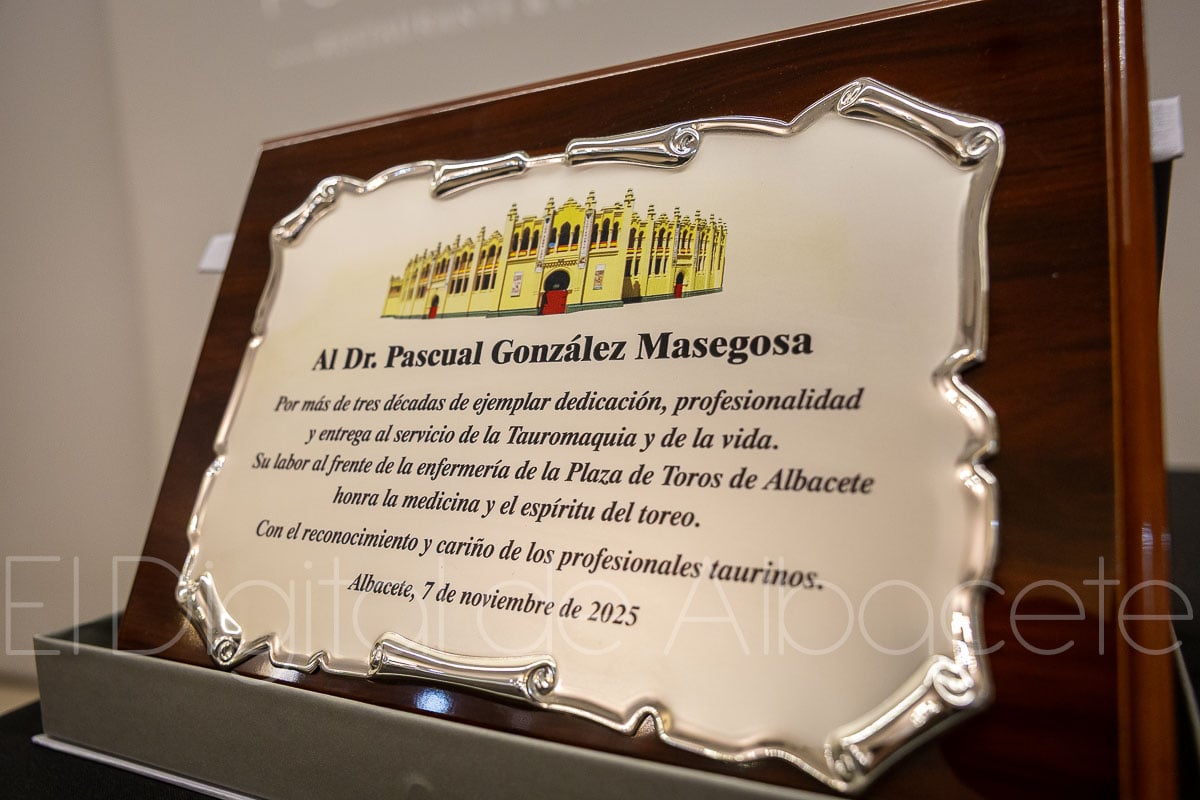 Al Dr. Pascual González Masegosa
Por más de tres décadas de ejemplar dedicación, profesionalidad
y entrega al servicio de la Tauromaquia y de la vida.
Su labor al frente de la enfermería de la Plaza de Toros de Albacete
honra la medicina y el espíritu del toreo.
Con el reconocimiento y cariño de los profesionales taurinos.
Albacete, 7 de noviembre de 2025
El Digital de Albacete